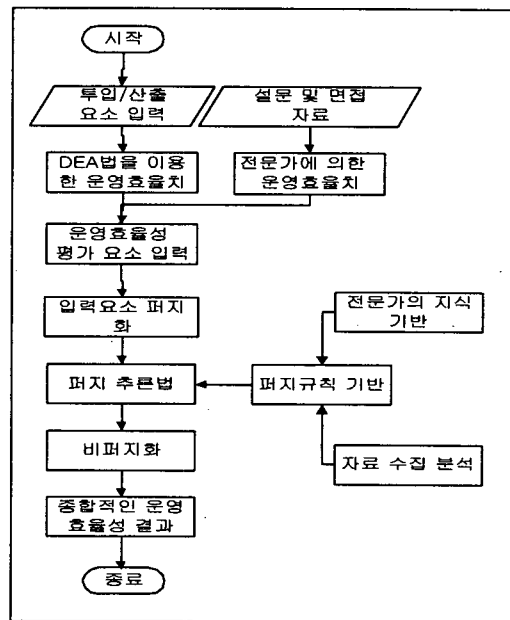 시작
투입/산출
요소 입력
설문 및 면접
자료
DEA법을 이용
한 운영효율치
전문가에 의한
운영효율치
운영효율성
평가 요소 입력
입력요소 퍼지
화
전문가의 지식
기반
퍼지 추론법
퍼지규칙 기반
비퍼지화
자료 수집 분석
종합적인 운영
효율성 결과
종료